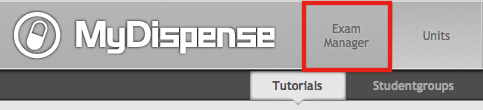 MyDispense
Exam
Manager
Units
Tutorials
Studentgroups